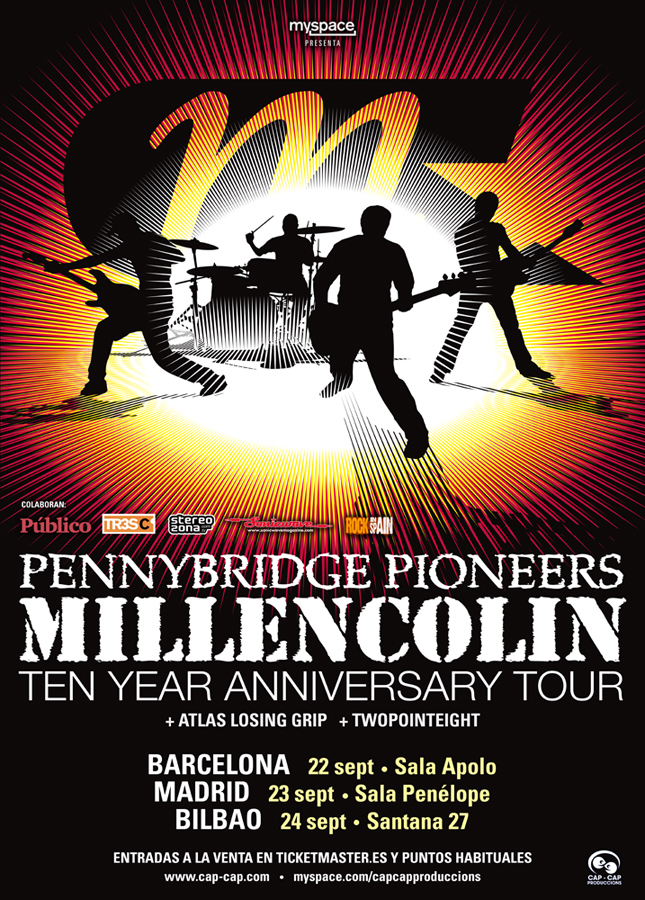 myspace
PRESENTA
m
COLABORAN:
Público TR3S C stereo zona ROCK IN SPAIN
PENNYBRIDGE PIONEERS
MILLENCOLIN
TEN YEAR ANNIVERSARY TOUR
+ ATLAS LOSING GRIP + TWOPOINTEIGHT
BARCELONA 22 sept • Sala Apolo
MADRID 23 sept • Sala Penélope
BILBAO 24 sept • Santana 27
ENTRADAS A LA VENTA EN TICKETMASTER.ES Y PUNTOS HABITUALES
www.cap-cap.com • myspace.com/capcapproduccions
CAP - CAP
PRODUCCIONS